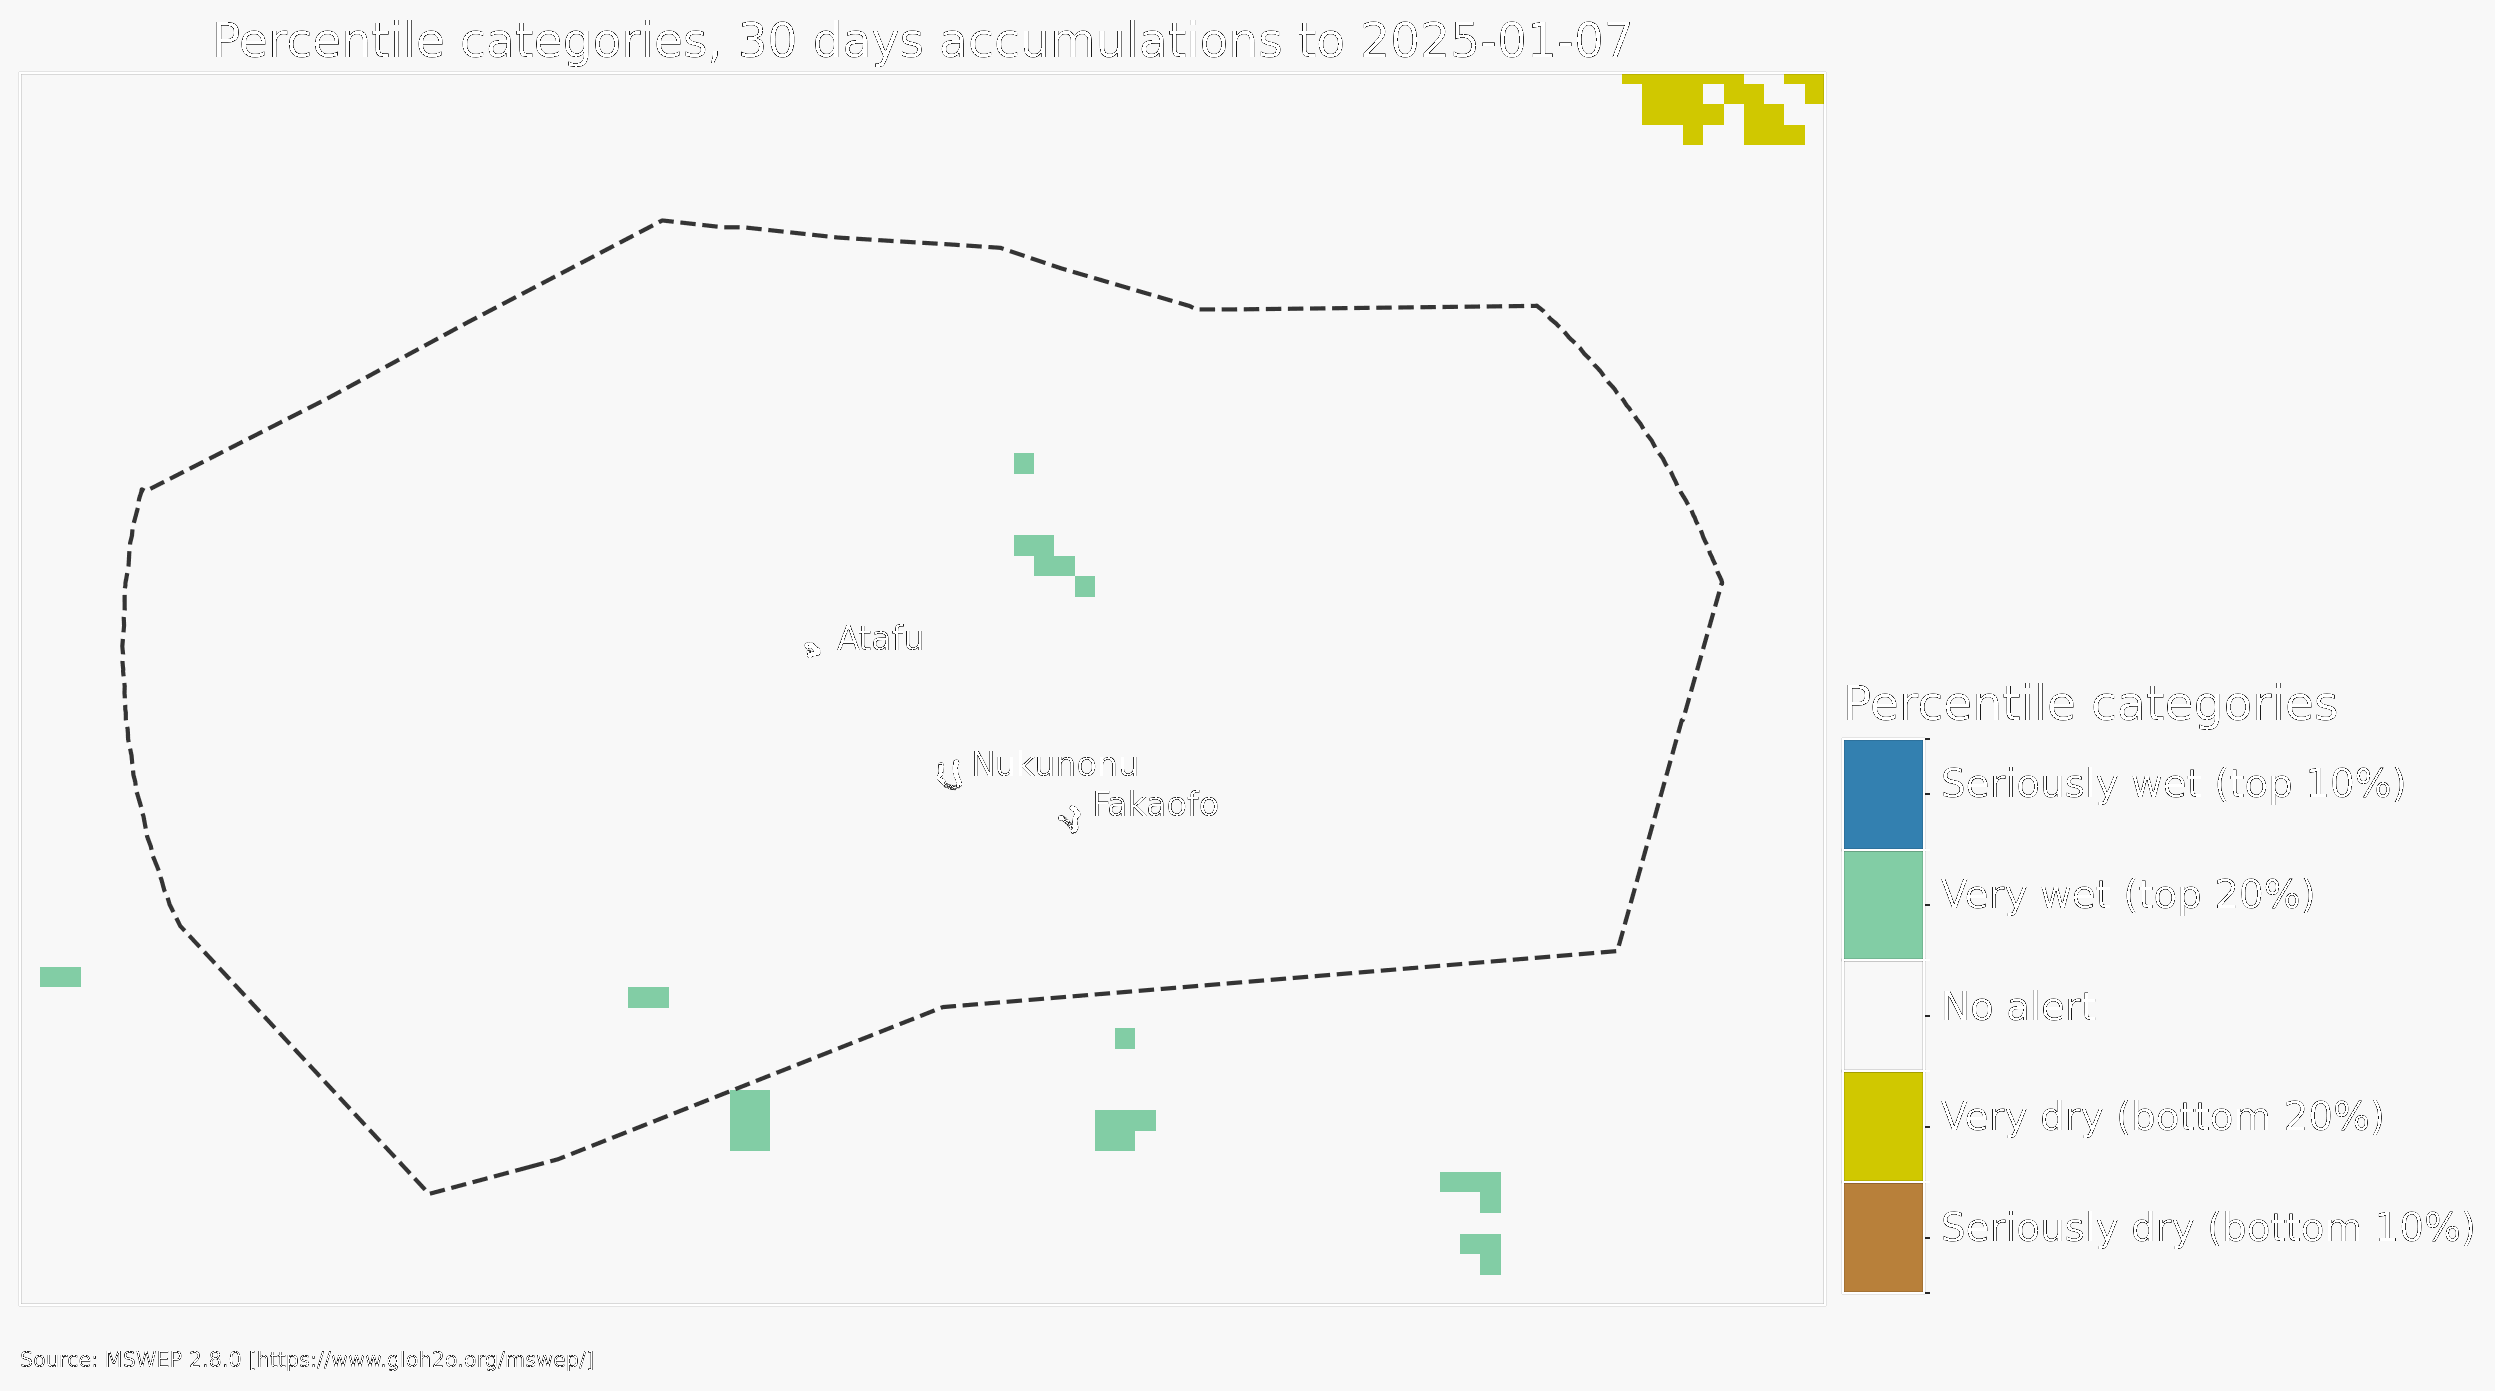 Percentile categories, 30 days accumulations to 2025-01-07
Atafu
Nukunonu
Fakaofo
Percentile categories
Seriously wet (top 10%)
Very wet (top 20%)
No alert
Very dry (bottom 20%)
Seriously dry (bottom 10%)
Source: MSWEP 2.8.0 [https://www.gloh2o.org/mswep/]